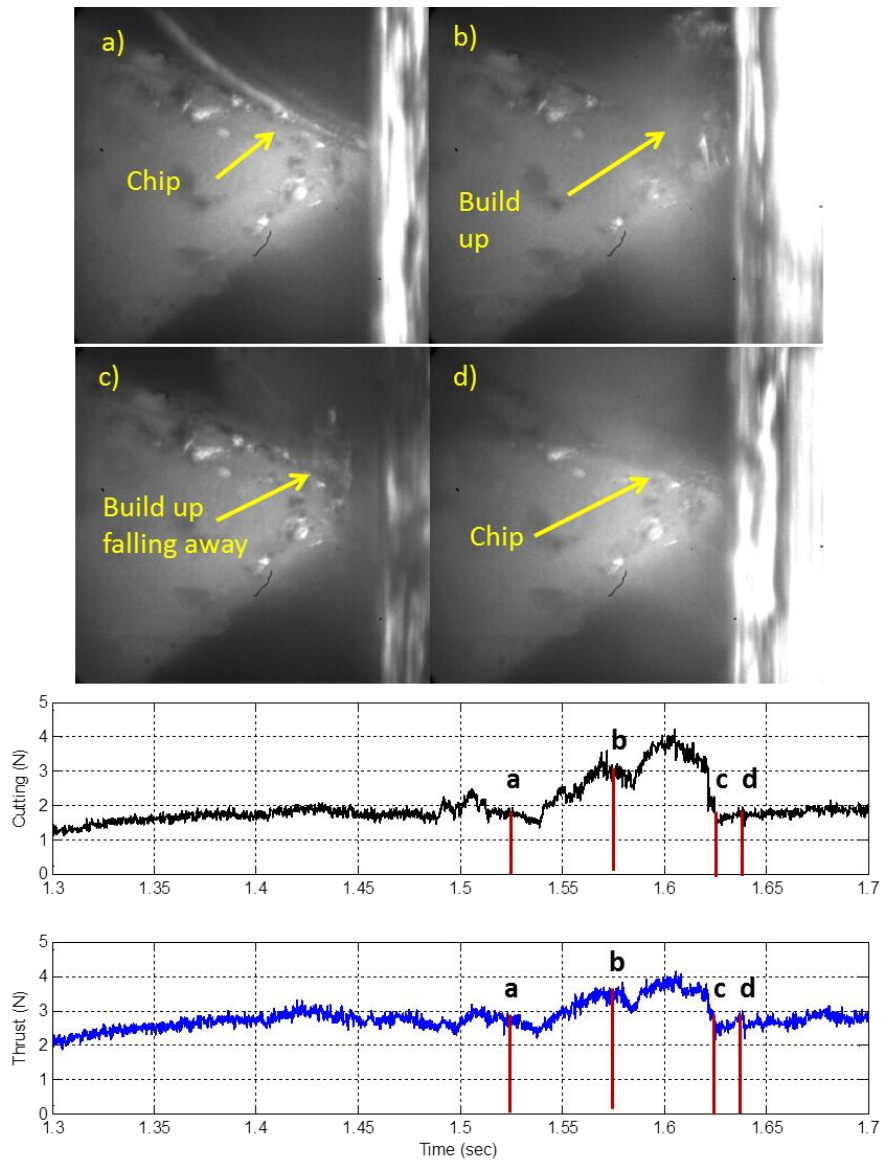 a)
Chip
b)
Build
up
c)
Build up
falling away
d)
Chip
Cutting (N)
5
4
3
2
1
0
a
b
c
d
1.3
1.35
1.4
1.45
1.5
1.55
1.6
1.65
1.7
Thrust (N)
5
4
3
2
1
0
a
b
c
d
1.3
1.35
1.4
1.45
1.5
1.55
1.6
1.65
1.7
Time (sec)